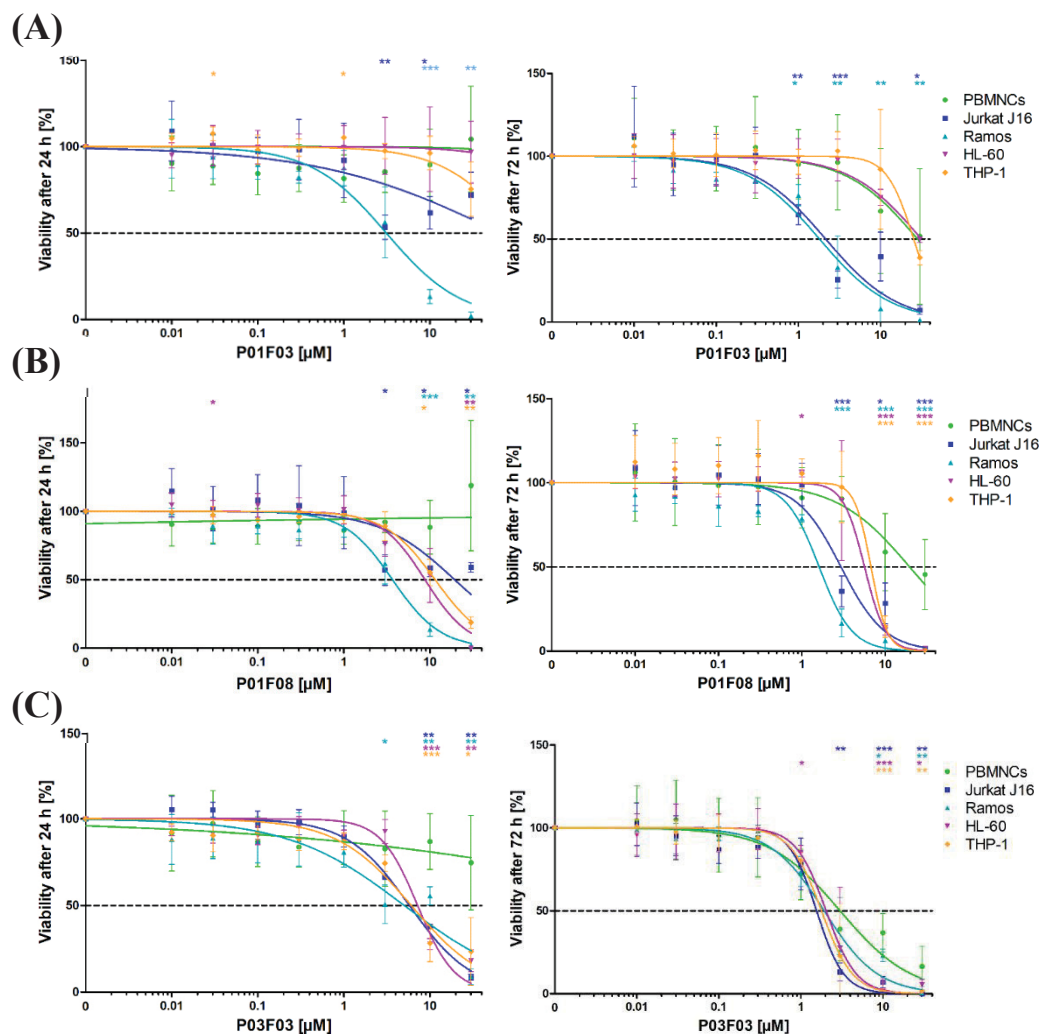 (A)
Viability after 24 h [%]
150
100
50
0
0
0.01
0.1
1
10
P01F03 [µM]
* * ** * *** **
Viability after 72 h [%]
150
100
50
0
0
0.01
0.1
1
10
P01F03 [µM]
** *** *
* ** ** **
PBMNCs
Jurkat J16
Ramos
HL-60
THP-1
(B)
Viability after 24 h [%]
150
100
50
0
0
0.01
0.1
1
10
P01F08 [µM]
* * *
*** **
* **
* **
Viability after 72 h [%]
150
100
50
0
0
0.01
0.1
1
10
P01F08 [µM]
*** * ***
*** *** ***
* *** ***
*** ***
PBMNCs
Jurkat J16
Ramos
HL-60
THP-1
(C)
Viability after 24 h [%]
150
100
50
0
0
0.01
0.1
1
10
P03F03 [µM]
** **
* ** **
*** **
*** *
Viability after 72 h [%]
150
100
50
0
0
0.01
0.1
1
10
P03F03 [µM]
** *** **
* **
* *** *
*** **
PBMNCs
Jurkat J16
Ramos
HL-60
THP-1